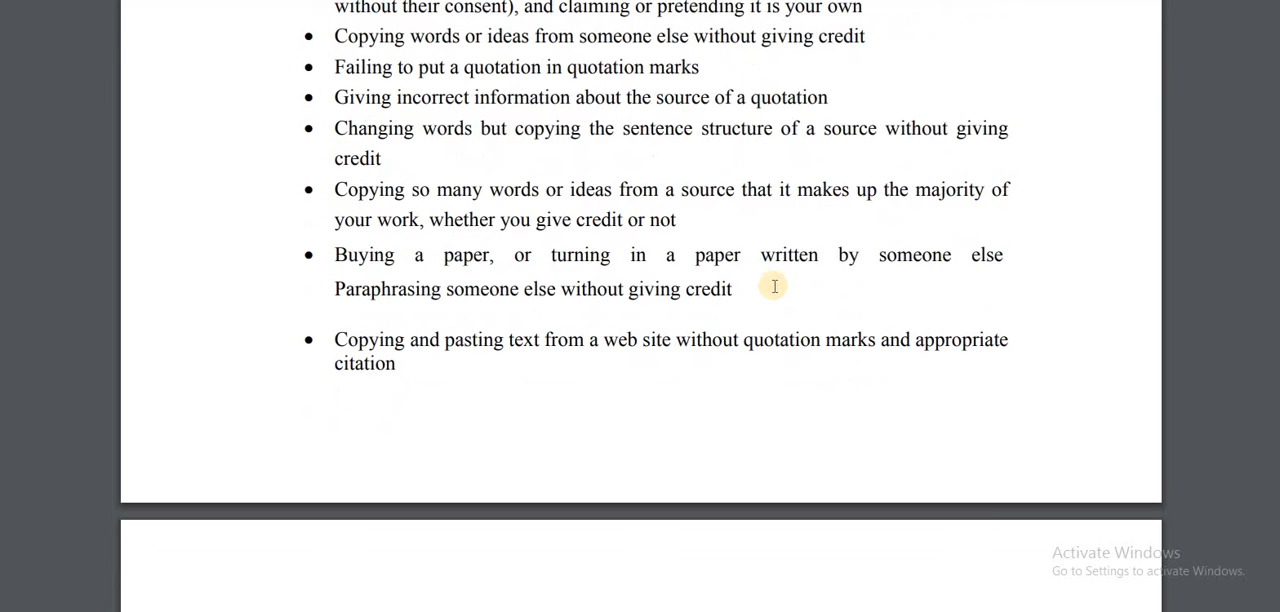 without their consent), and claiming or pretending it is your own
• Copying words or ideas from someone else without giving credit
• Failing to put a quotation in quotation marks
• Giving incorrect information about the source of a quotation
• Changing words but copying the sentence structure of a source without giving
credit
• Copying so many words or ideas from a source that it makes up the majority of
your work, whether you give credit or not
• Buying a paper, or turning in a paper written by someone else
Paraphrasing someone else without giving credit
• Copying and pasting text from a web site without quotation marks and appropriate
citation
Activate Windows
Go to Settings to activate Windows.